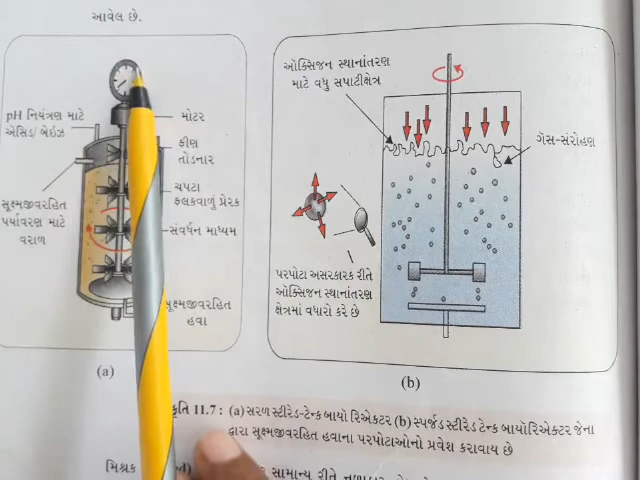 આવેલ છે.
pH નિયંત્રણ માટે
એસિડ/ બેઇઝ
મોટર
ફીણ
તોડનાર
ચપટા
ફલકવાળું પ્રેરક
સૂક્ષ્મજીવરહિત
પર્યાવરણ માટે
વરાળ
સંવર્ધન માધ્યમ
સૂક્ષ્મજીવરહિત
હવા
(a)
ઑક્સિજન સ્થાનાંતરણ
માટે વધુ સપાટીક્ષેત્ર
ગૅસ-સંરોહણ
પરપોટા અસરકારક રીતે
ઑક્સિજન સ્થાનાંતરણ
ક્ષેત્રમાં વધારો કરે છે
(b)
(b)
11.7 : (a) સરળ સ્ટીરેડ-ટેન્ક બાયો રિએક્ટર (b) સ્પર્જડ સ્ટીરેડ ટેન્ક બાયોરિએક્ટર જેના
દ્વારા સૂક્ષ્મજીવરહિત હવાના પરપોટાઓનો પ્રવેશ કરાવાય છે
મિશ્રક
સામાન્ય રીતે